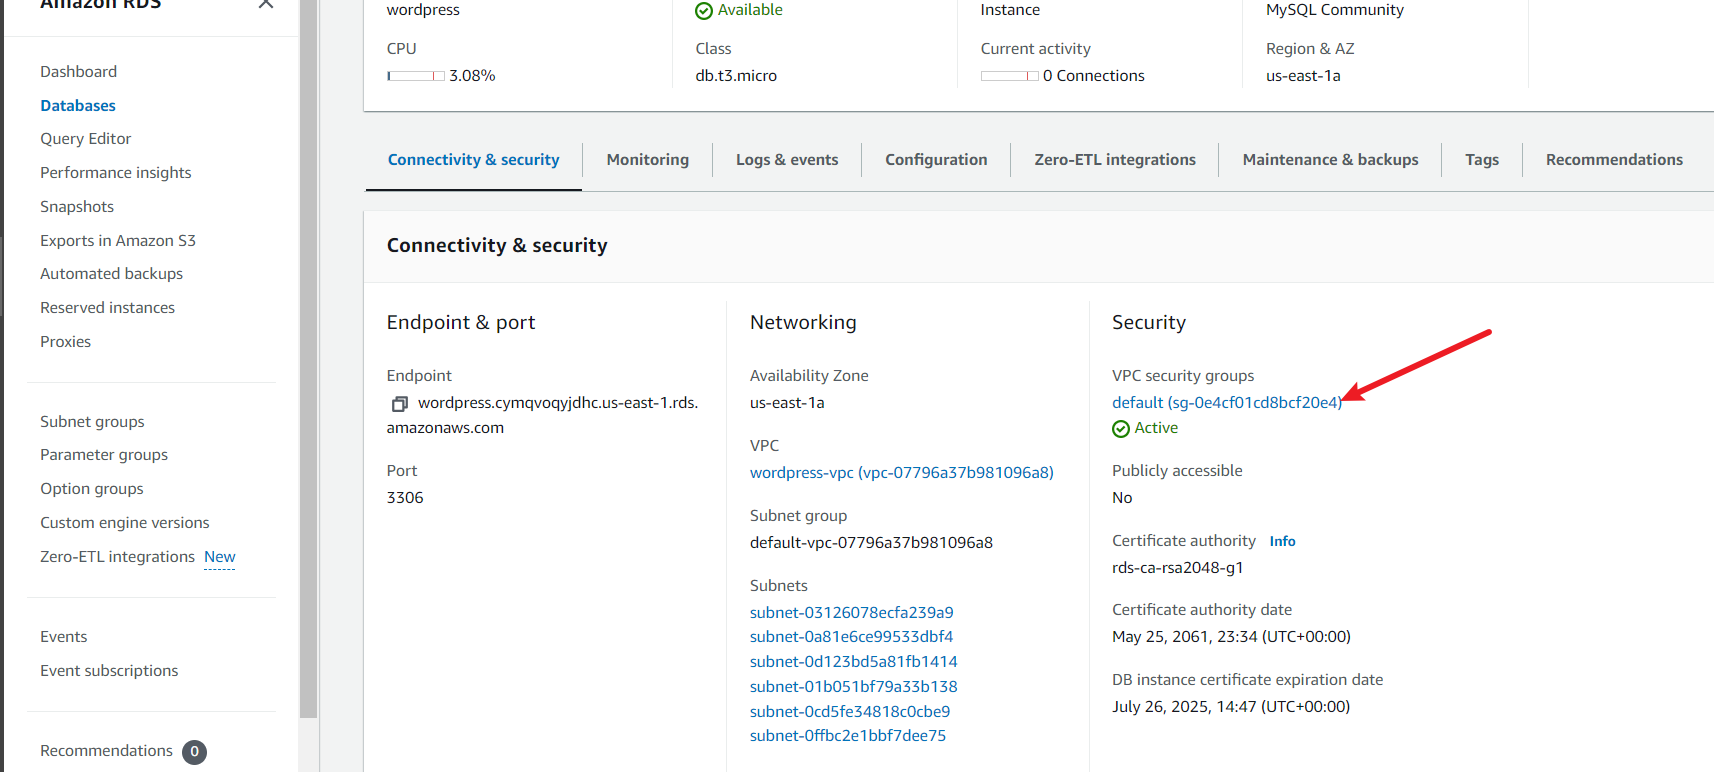 Amazon RDS
Dashboard
Databases
Query Editor
Performance insights
Snapshots
Exports in Amazon S3
Automated backups
Reserved instances
Proxies
Subnet groups
Parameter groups
Option groups
Custom engine versions
Zero-ETL integrations New
Events
Event subscriptions
Recommendations 0
wordpress
Available
Instance
MySQL Community
CPU
3.08%
Class
db.t3.micro
Current activity
0 Connections
Region & AZ
us-east-1a
Connectivity & security
Monitoring
Logs & events
Configuration
Zero-ETL integrations
Maintenance & backups
Tags
Recommendations
Connectivity & security
Endpoint & port
Endpoint
wordpress.cymqvoqyjdhc.us-east-1.rds.
amazonaws.com
Port
3306
Networking
Availability Zone
us-east-1a
VPC
wordpress-vpc (vpc-07796a37b981096a8)
Subnet group
default-vpc-07796a37b981096a8
Subnets
subnet-03126078ecfa239a9
subnet-0a81e6ce99533dbf4
subnet-0d123bd5a81fb1414
subnet-01b051bf79a33b138
subnet-0cd5fe34818c0cbe9
subnet-0ffbc2e1bbf7dee75
Security
VPC security groups
default (sg-0e4cf01cd8bcf20e4)
Active
Publicly accessible
No
Certificate authority Info
rds-ca-rsa2048-g1
Certificate authority date
May 25, 2061, 23:34 (UTC+00:00)
DB instance certificate expiration date
July 26, 2025, 14:47 (UTC+00:00)